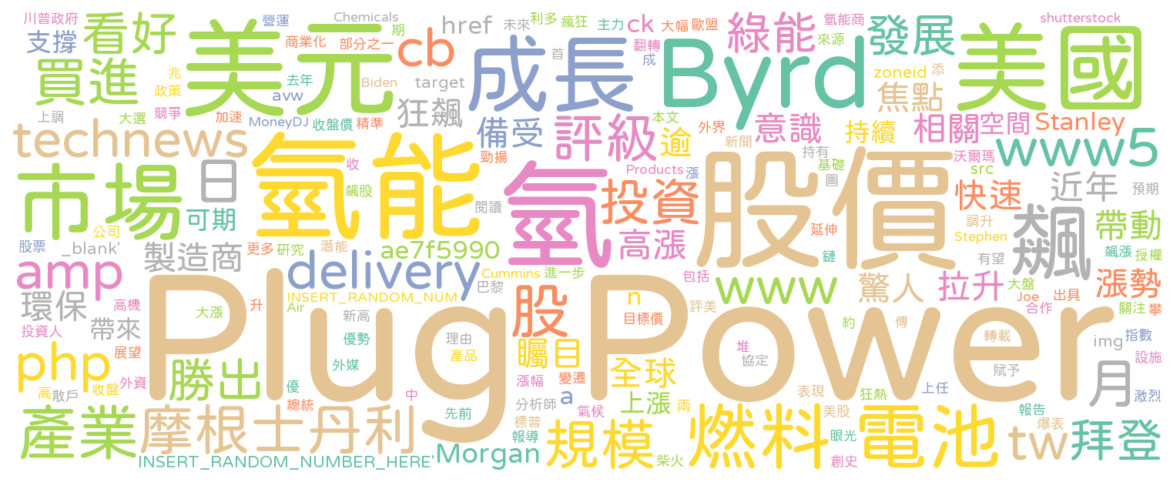 川普政府 營運 Chemicals 未來 利多 瘋狂 主力 ck 大幅 歐盟 氫能商 shutterstock
支撐 看好 商業化 部分之一 期 href 首 翻轉 成 綠能 發展 來源
買進 美元 cb 成長 Byrd 美國
兆 政策 去年 Biden target zoneid 添 焦點
上調 大選 競爭 加速 avw MoneyDJ 收盤價 精準 狂飆 備受 評級 逾 本文 意識 外界 持續 相關 空間 Stanley
technews 勁揚 新聞 持有 基礎 沃爾瑪 www5
市場 日 氫能 收 飆股 閱讀 氫 Products 漲 投資 股價 圖 src 快速 近年 預期
公司 可期 ae7f5990 高漲 延伸 調升 飆 帶動
股票 _blank' 製造商 更多 研究 潛能 Stephen 有望 飆漲 授權
amp delivery Cummins 進一步 巴黎 包括 鏈 驚人 拉升 大盤 漲勢
環保 高機 INSERT_RANDOM_NUM Air 股 n www Joe 出具
投資人 帶來 大漲 升 新高 目標價 評美 約 傳 合作 關注 攀
Plug Power
php 展望 勝出 優勢 理由 產品 矚目 堆 協定 轉載 img 指數 設施
高 散戶 收盤 外資 優 外媒 漲幅 變遷 全球 賦予 月
產業 摩根士丹利 總統 中 先前 分析師 a 氣候 上漲 兩 表現 狂熱 上任 激烈
標普 報導 規模 燃料 電池 美股 眼光 報告 爆表 tw 拜登
INSERT_RANDOM_NUMBER_HERE' Morgan 柴火 創史